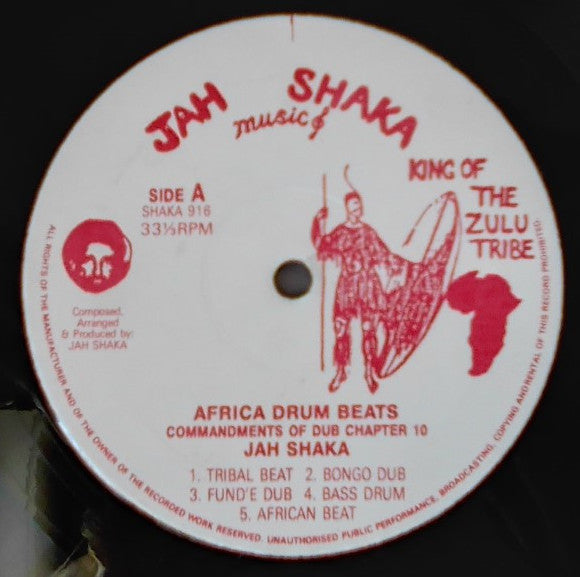 JAH SHAKA
music
KING OF
THE
ZULU
TRIBE
SIDE A
SHAKA 916
33⅓RPM
Composed,
Arranged
& Produced by:
JAH SHAKA
AFRICA DRUM BEATS
COMMANDMENTS OF DUB CHAPTER 10
JAH SHAKA
1. TRIBAL BEAT 2. BONGO DUB
3. FUND'E DUB 4. BASS DRUM
5. AFRICAN BEAT
ALL RIGHTS OF THE MANUFACTURER AND OF THE OWNER OF THE RECORDED WORK RESERVED. UNAUTHORISED PUBLIC PERFORMANCE, BROADCASTING, COPYING AND RENTAL OF THIS RECORD PROHIBITED.